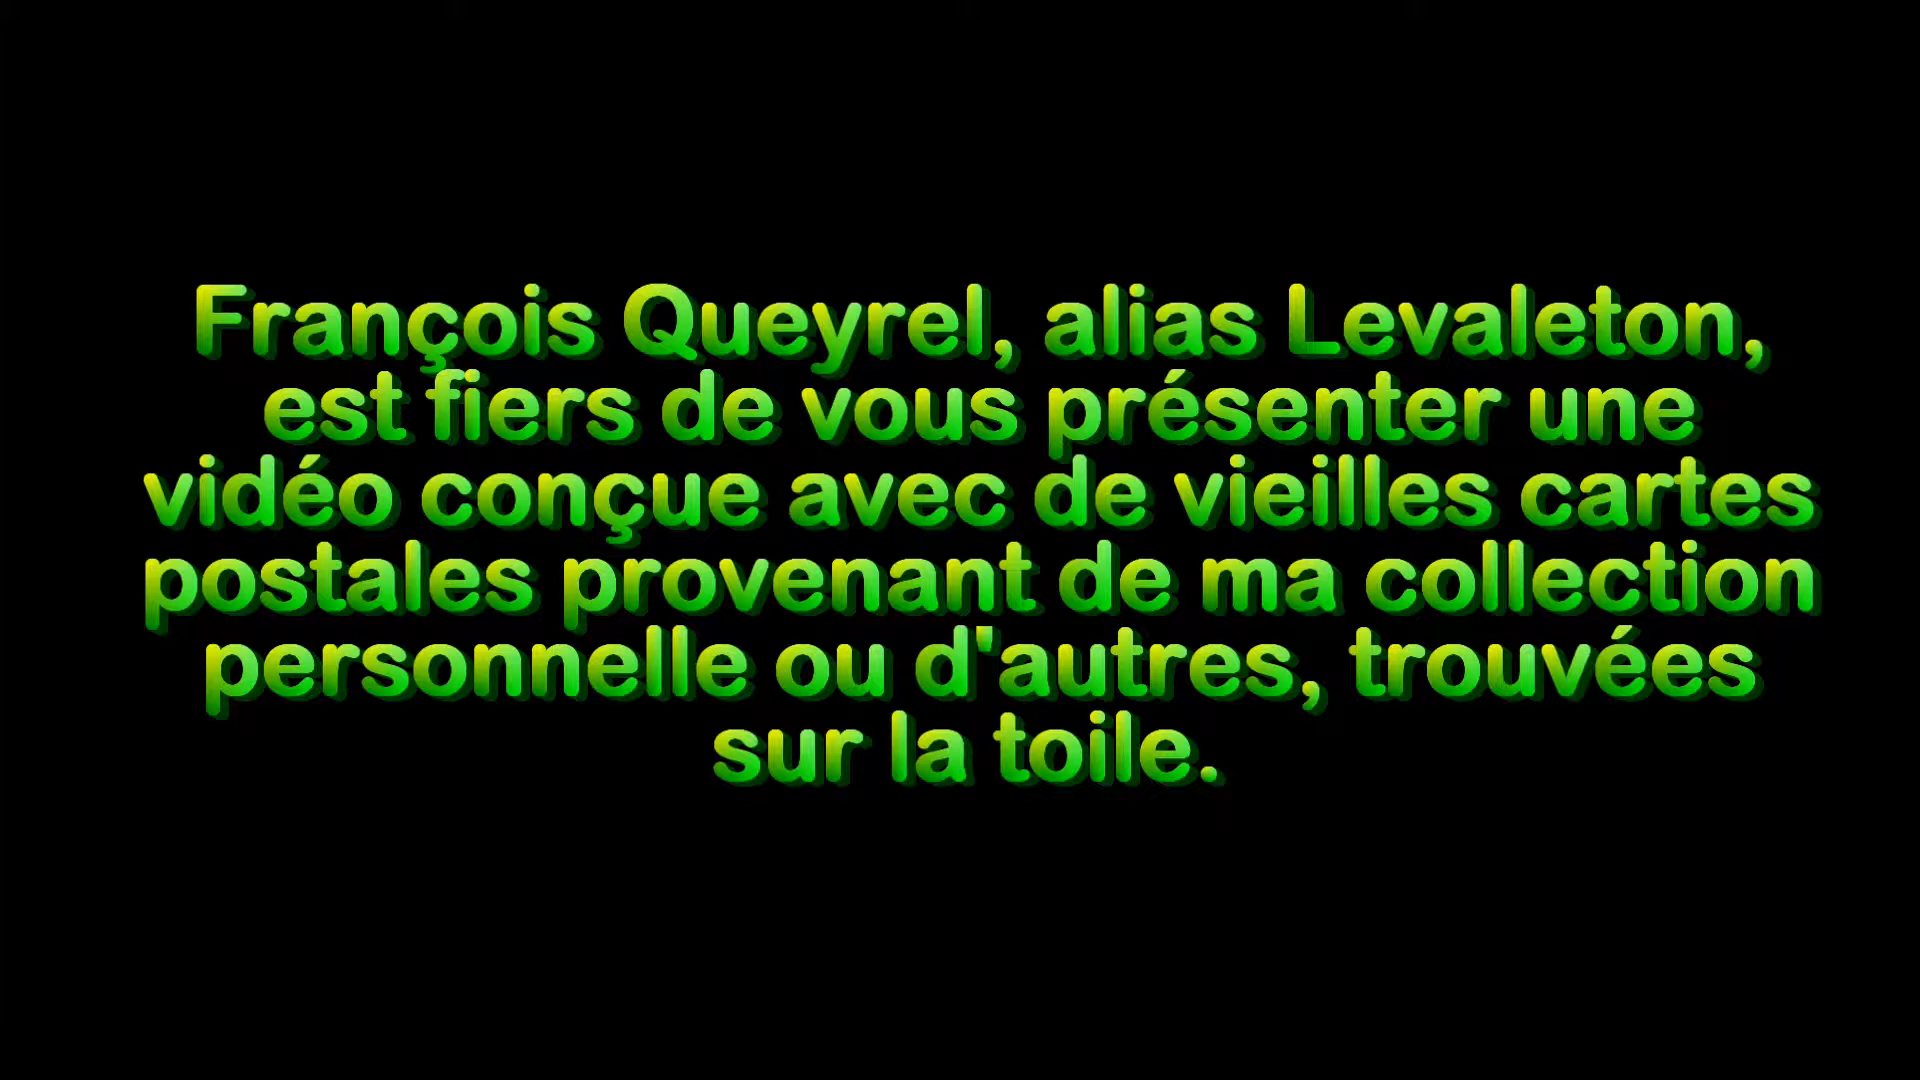 François Queyrel, alias Levaleton,
est fiers de vous présenter une
vidéo conçue avec de vieilles cartes
postales provenant de ma collection
personnelle ou d'autres, trouvées
sur la toile.